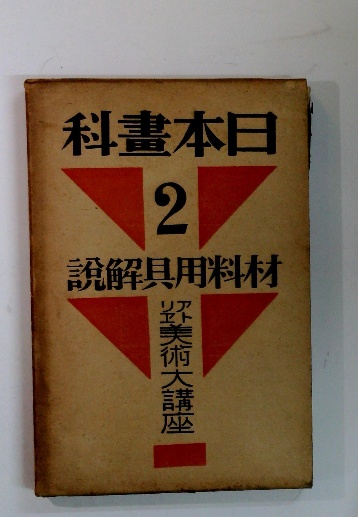 日本畫科
2
材料用具解說
アトリヱ美術大講座